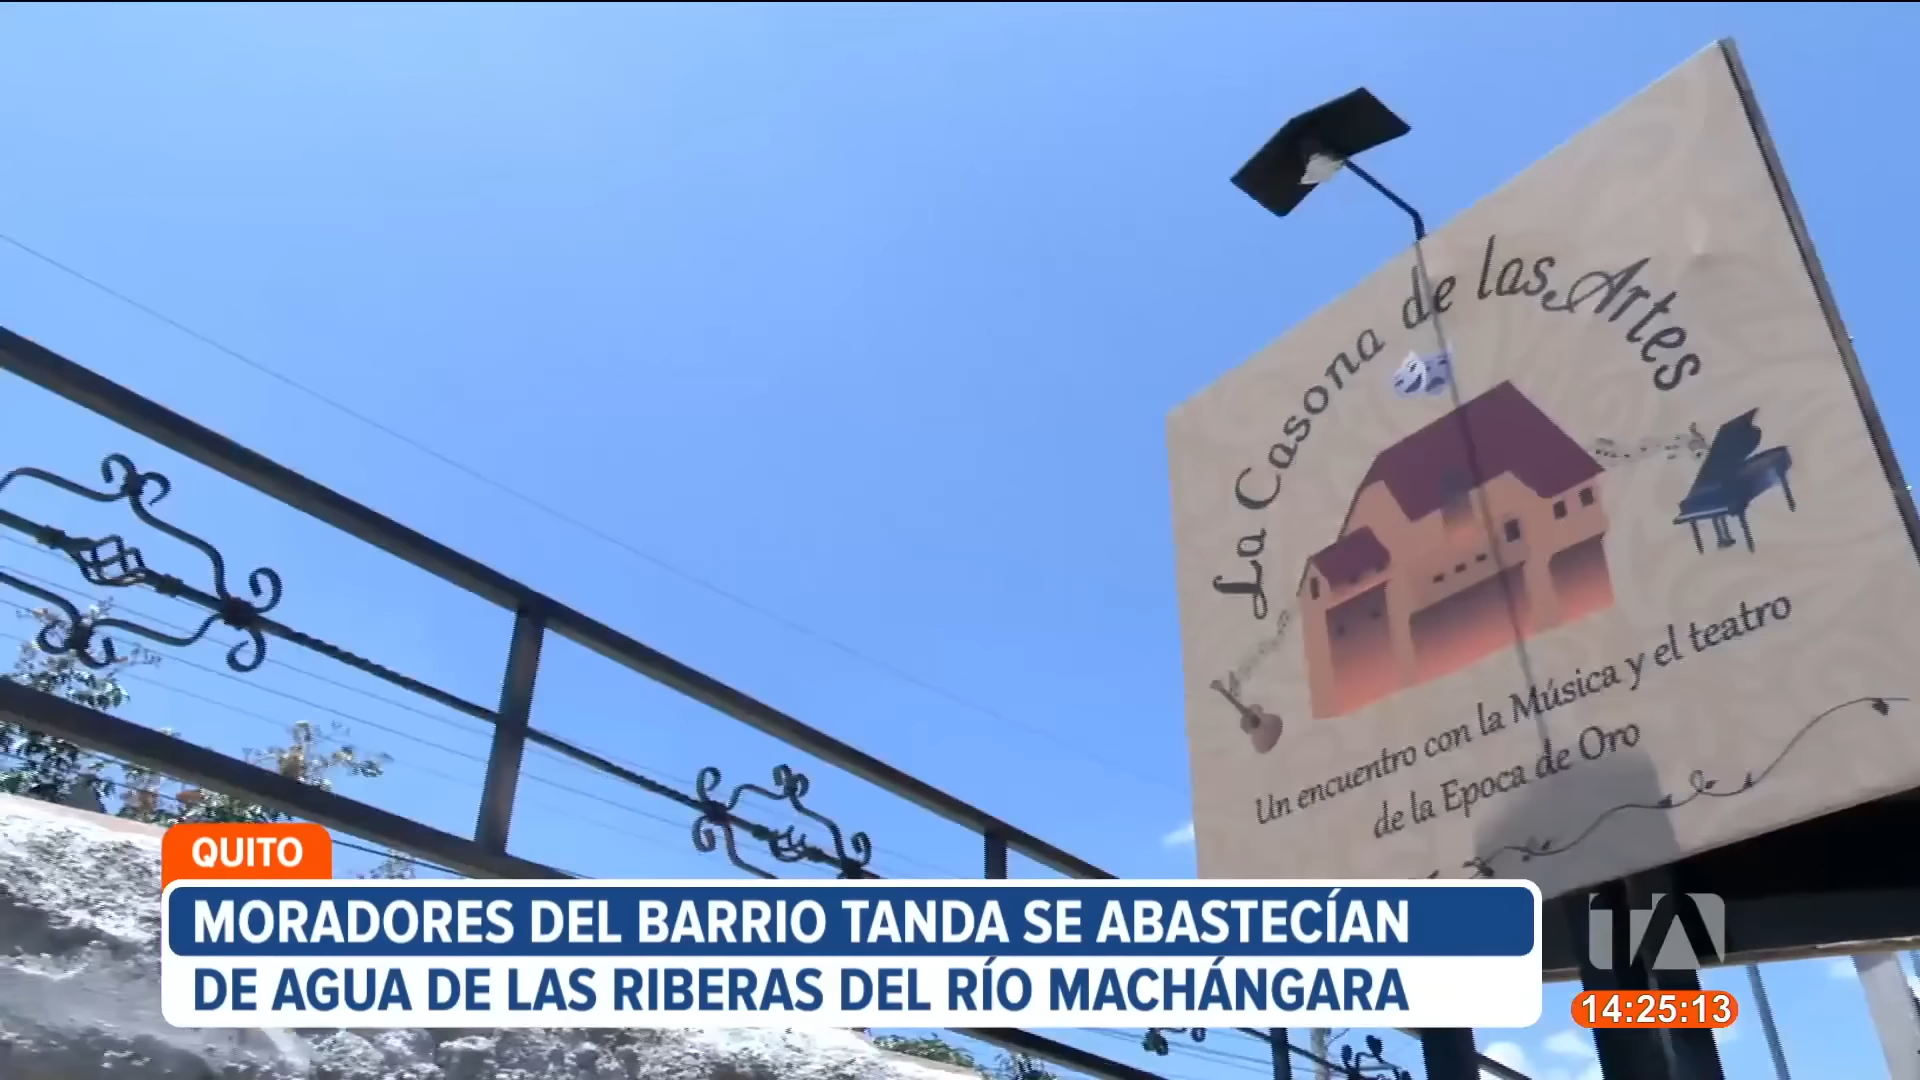 La Casona de las Artes
Un encuentro con la Música y el teatro
de la Epoca de Oro
QUITO
MORADORES DEL BARRIO TANDA SE ABASTECÍAN
DE AGUA DE LAS RIBERAS DEL RÍO MACHÁNGARA
TA
14:25:13